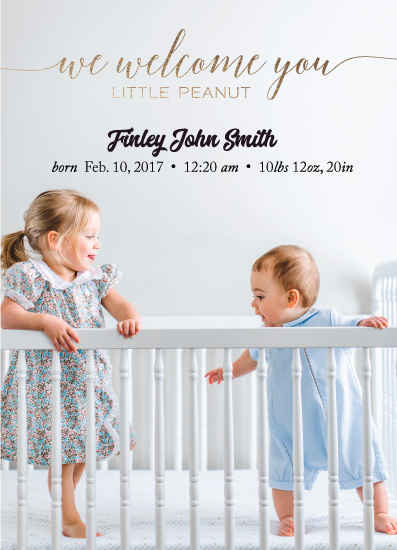 we welcome you
LITTLE PEANUT
Finley John Smith
born Feb. 10, 2017 • 12:20 am • 10lbs 12oz, 20in